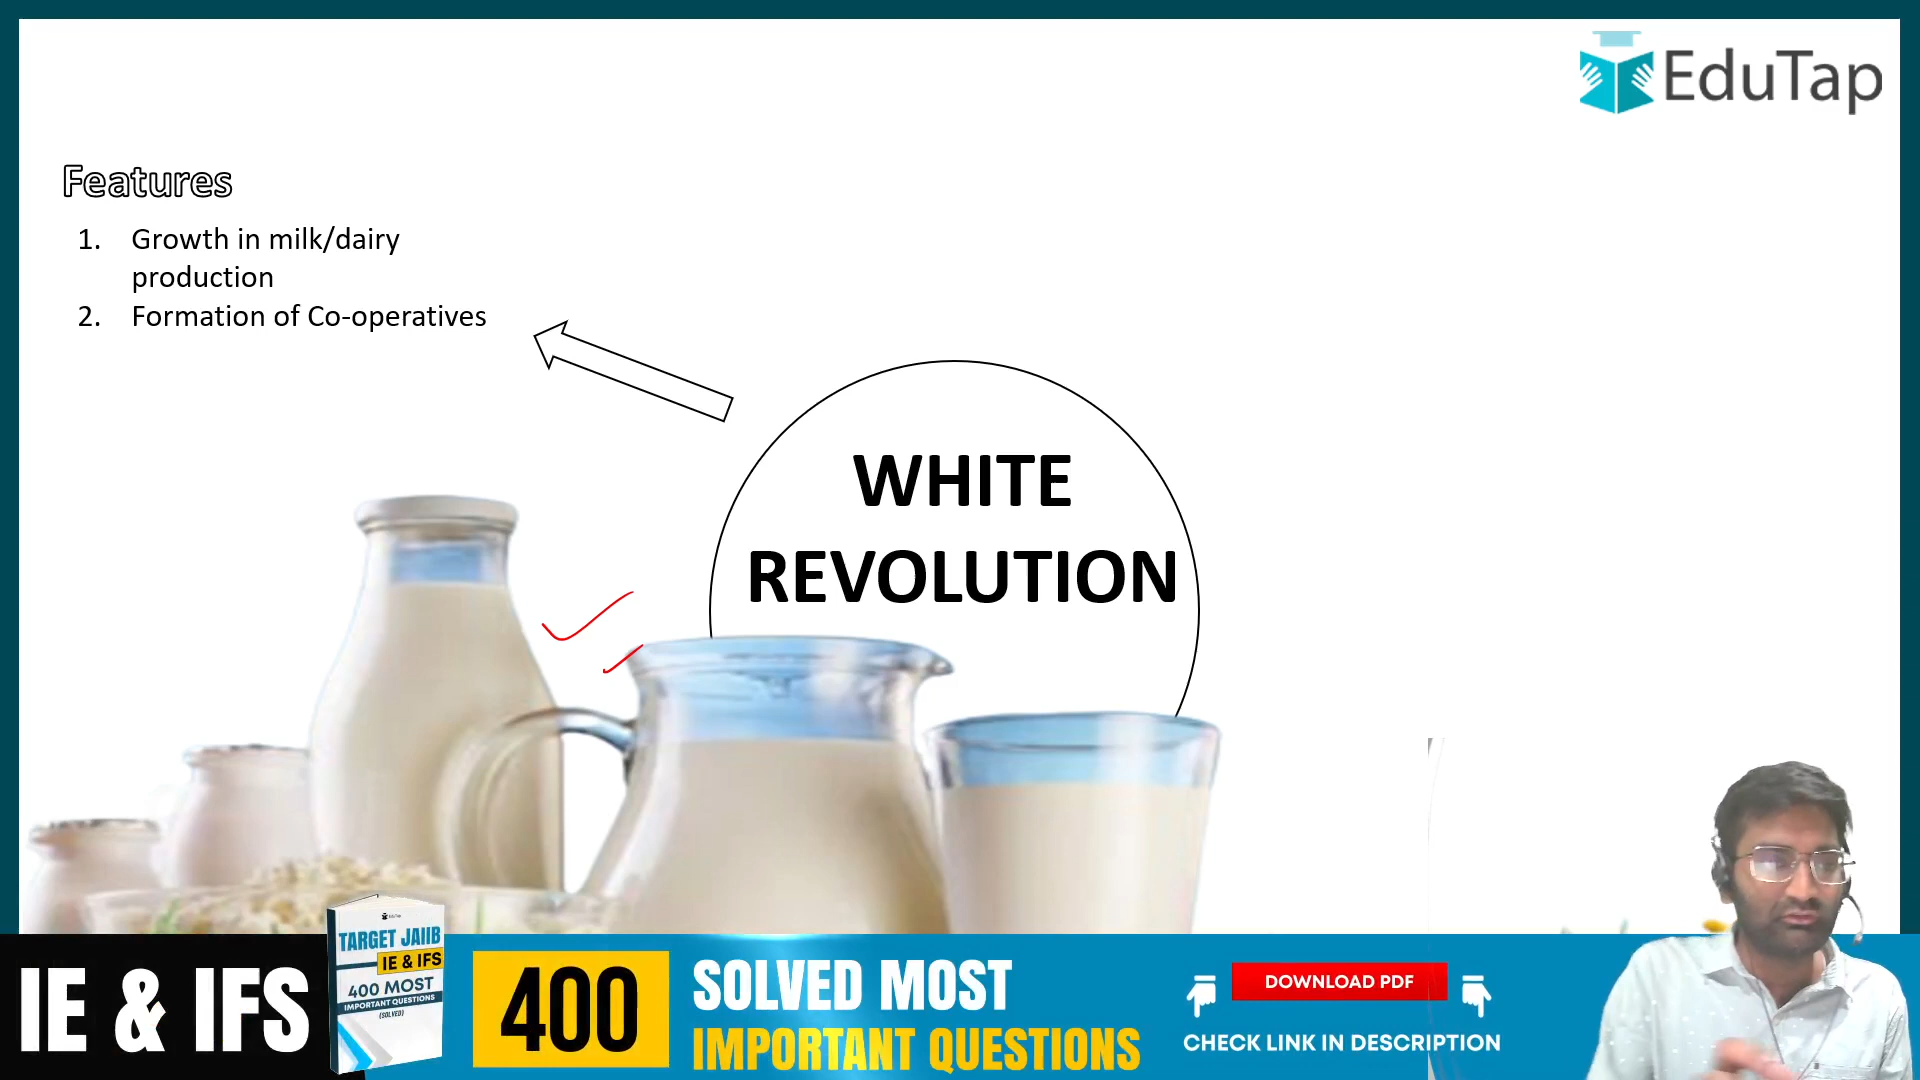 EduTap
Features
1. Growth in milk/dairy
production
2. Formation of Co-operatives
WHITE
REVOLUTION
IE & IFS
EduTap
TARGET JAIIB
IE & IFS
400 MOST
IMPORTANT QUESTIONS
(SOLVED)
400
SOLVED MOST
IMPORTANT QUESTIONS
DOWNLOAD PDF
CHECK LINK IN DESCRIPTION